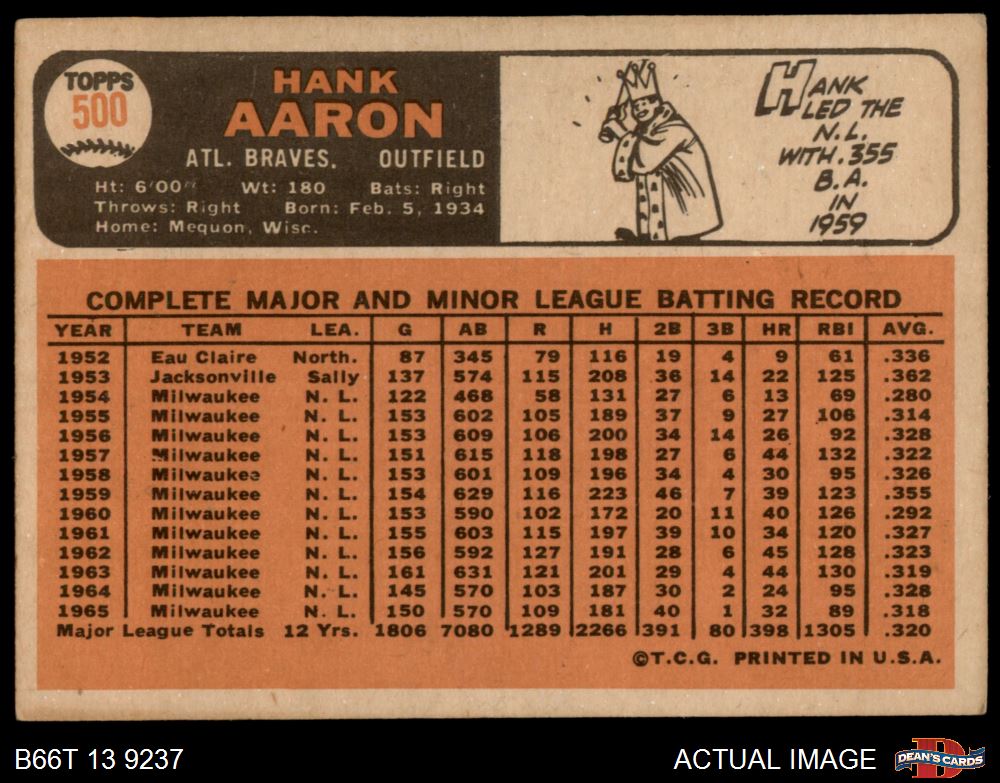 TOPPS
500
HANK
AARON
ATL. BRAVES. OUTFIELD
Ht: 6'00" Wt: 180 Bats: Right
Throws: Right Born: Feb. 5, 1934
Home: Mequon, Wisc.
HANK
LED THE
N.L.
WITH .355
B.A.
IN
1959
COMPLETE MAJOR AND MINOR LEAGUE BATTING RECORD
YEAR TEAM LEA. G AB R H 2B 3B HR RBI AVG.
1952 Eau Claire North. 87 345 79 116 19 4 9 61 .336
1953 Jacksonville Sally 137 574 115 208 36 14 22 125 .362
1954 Milwaukee N. L. 122 468 58 131 27 6 13 69 .280
1955 Milwaukee N. L. 153 602 105 189 37 9 27 106 .314
1956 Milwaukee N. L. 153 609 106 200 34 14 26 92 .328
1957 Milwaukee N. L. 151 615 118 198 27 6 44 132 .322
1958 Milwaukee N. L. 153 601 109 196 34 4 30 95 .326
1959 Milwaukee N. L. 154 629 116 223 46 7 39 123 .355
1960 Milwaukee N. L. 153 590 102 172 20 11 40 126 .292
1961 Milwaukee N. L. 155 603 115 197 39 10 34 120 .327
1962 Milwaukee N. L. 156 592 127 191 28 6 45 128 .323
1963 Milwaukee N. L. 161 631 121 201 29 4 44 130 .319
1964 Milwaukee N. L. 145 570 103 187 30 2 24 95 .328
1965 Milwaukee N. L. 150 570 109 181 40 1 32 89 .318
Major League Totals 12 Yrs. 1806 7080 1289 2266 391 80 398 1305 .320
©T.C.G. PRINTED IN U.S.A.
B66T 13 9237 ACTUAL IMAGE
D
DEAN'S CARDS